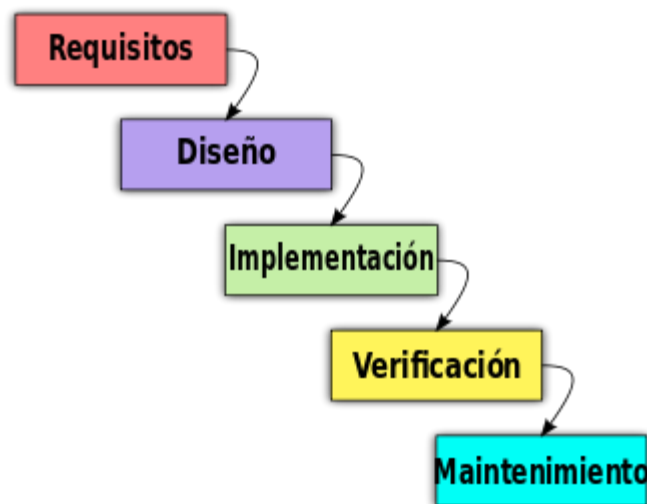 Requisitos
Diseño
Implementación
Verificación
Maintenimiento